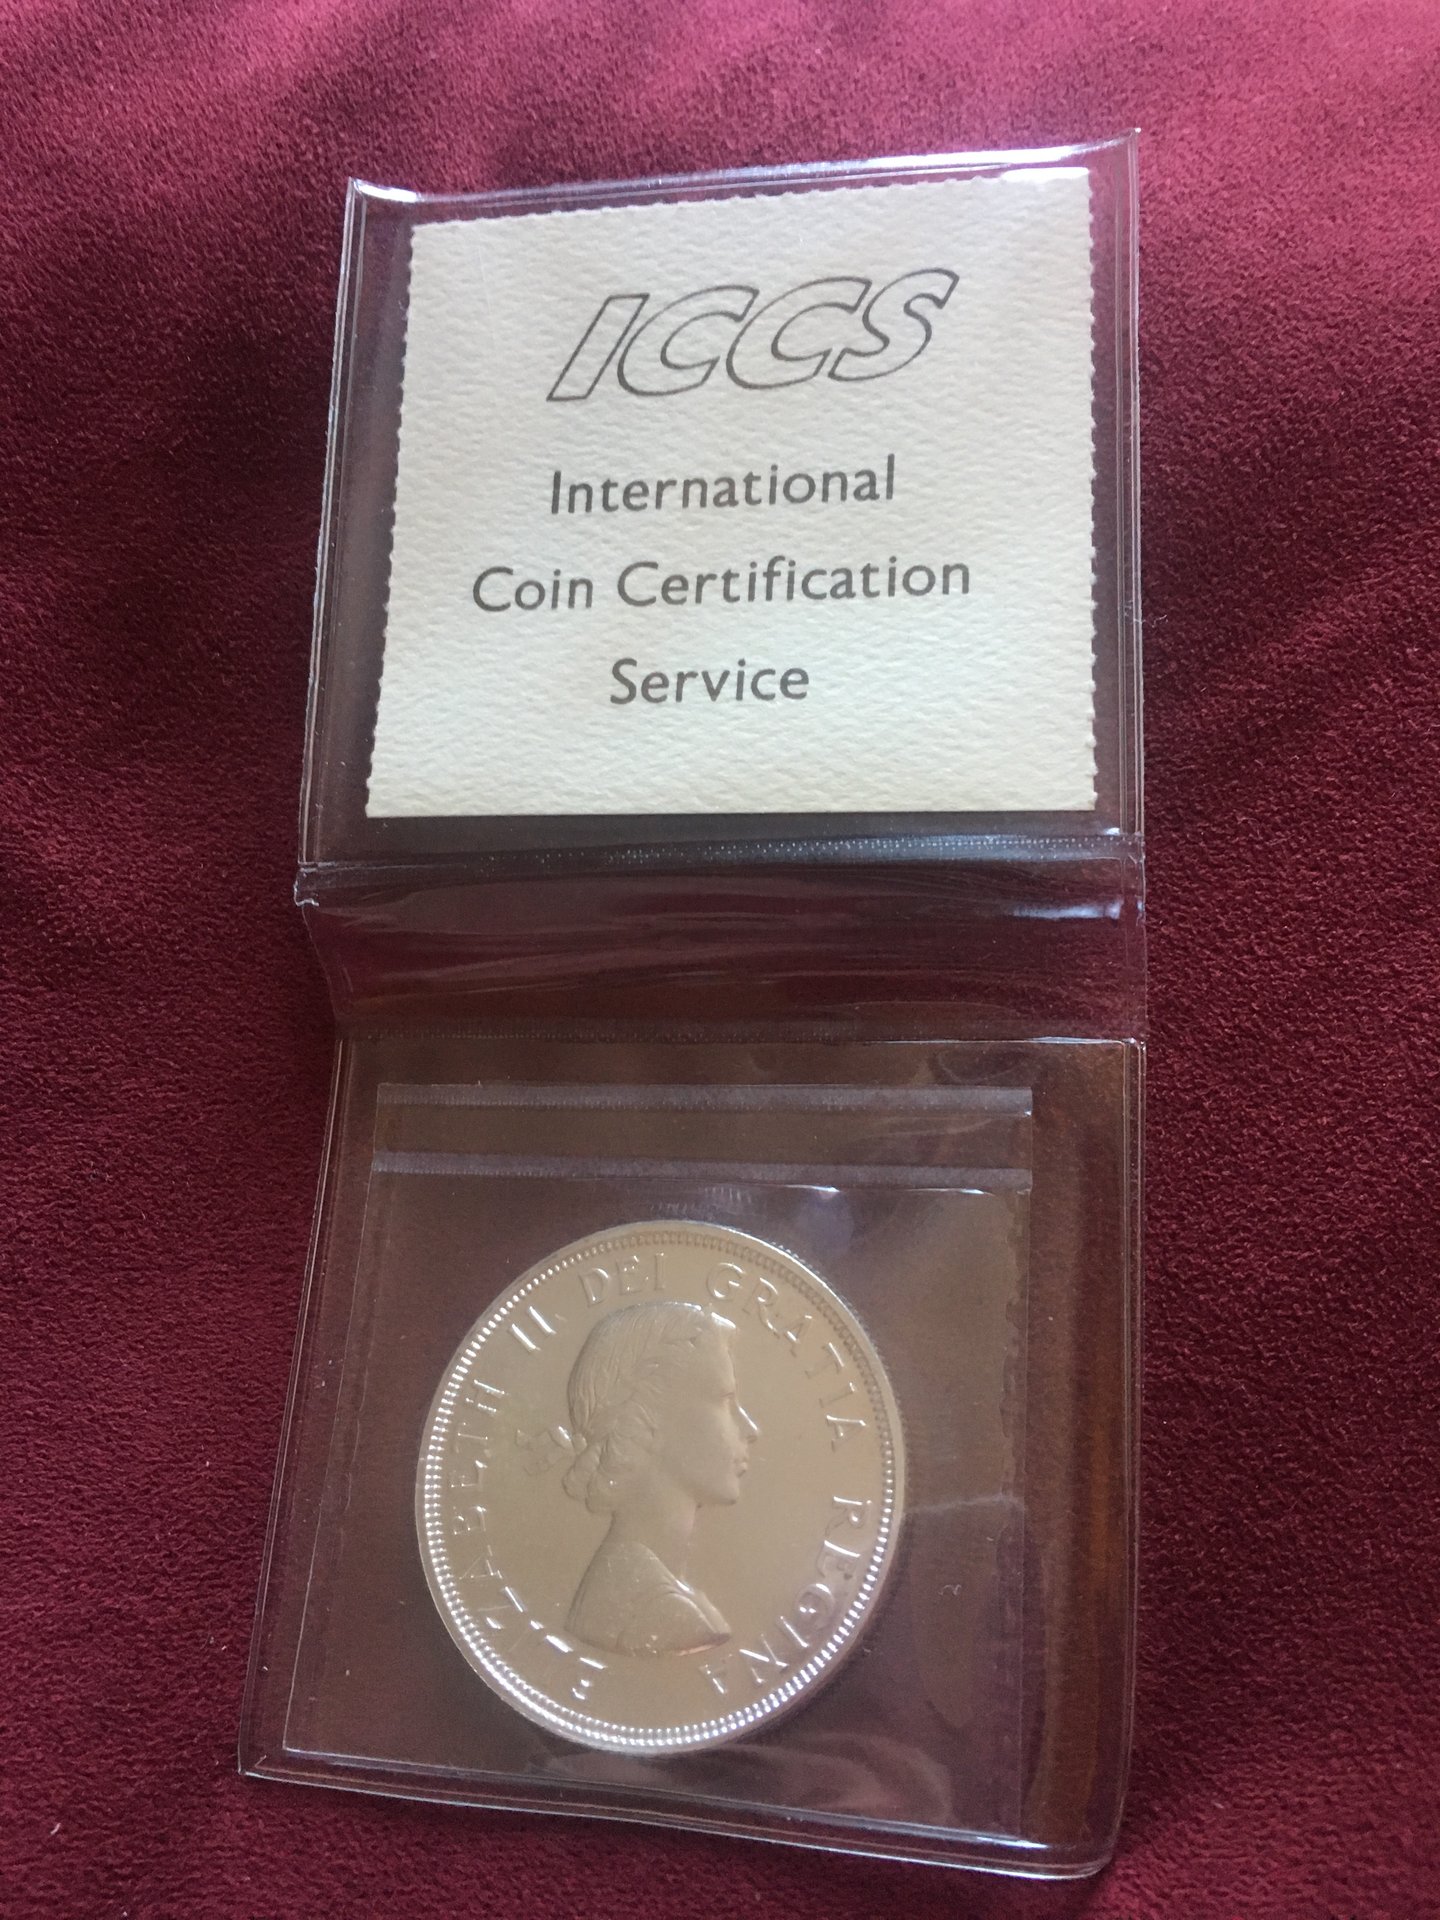 ICCS
International
Coin Certification
Service
ELIZABETH II DEI GRATIA REGINA